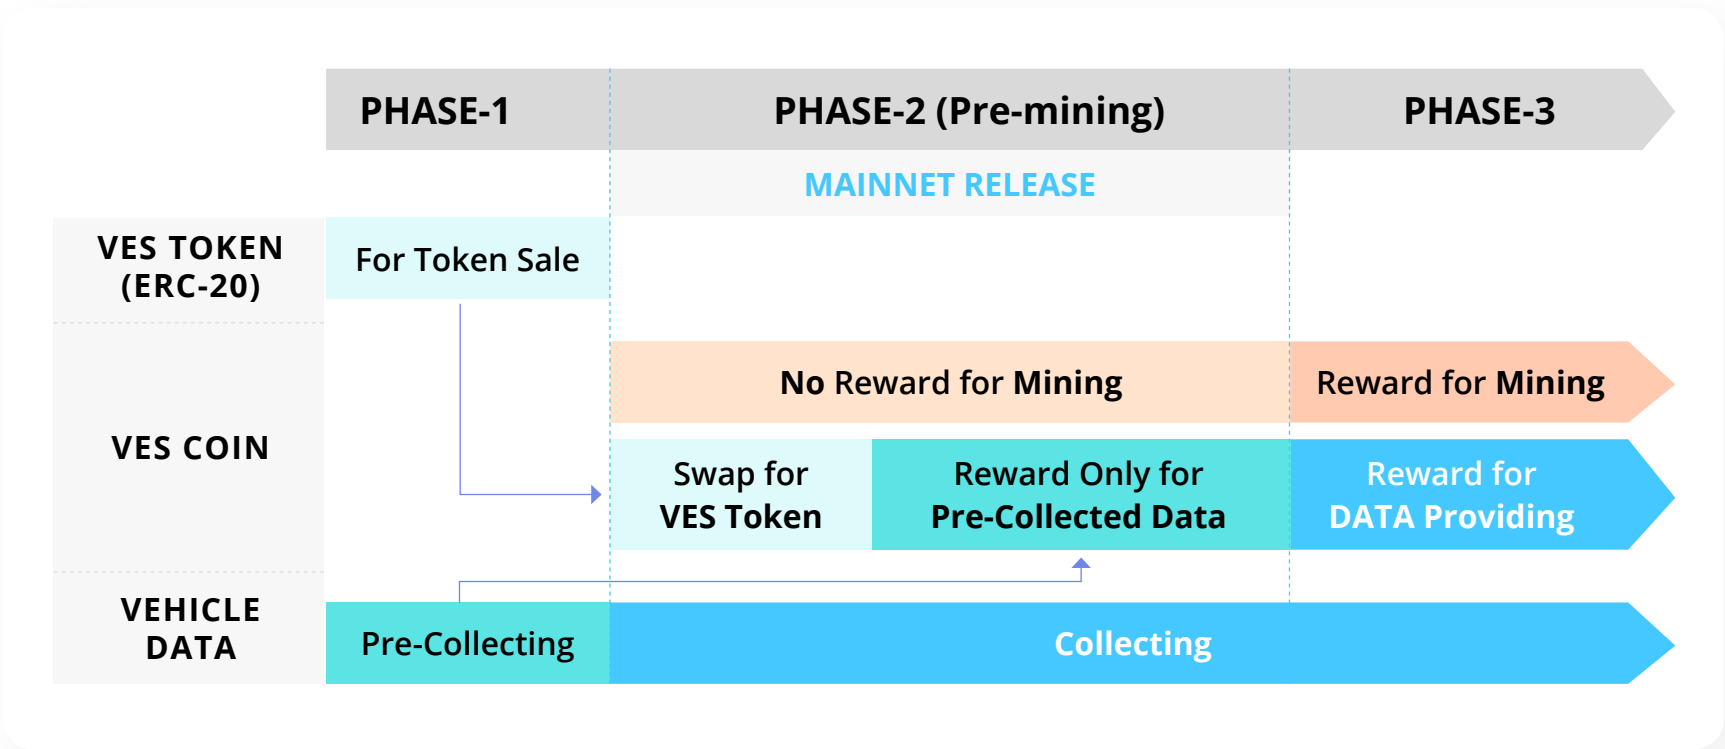 PHASE-1
PHASE-2 (Pre-mining)
PHASE-3
MAINNET RELEASE
VES TOKEN
(ERC-20)
For Token Sale
VES COIN
No Reward for Mining
Reward for Mining
Swap for
VES Token
Reward Only for
Pre-Collected Data
Reward for
DATA Providing
VEHICLE
DATA
Pre-Collecting
Collecting